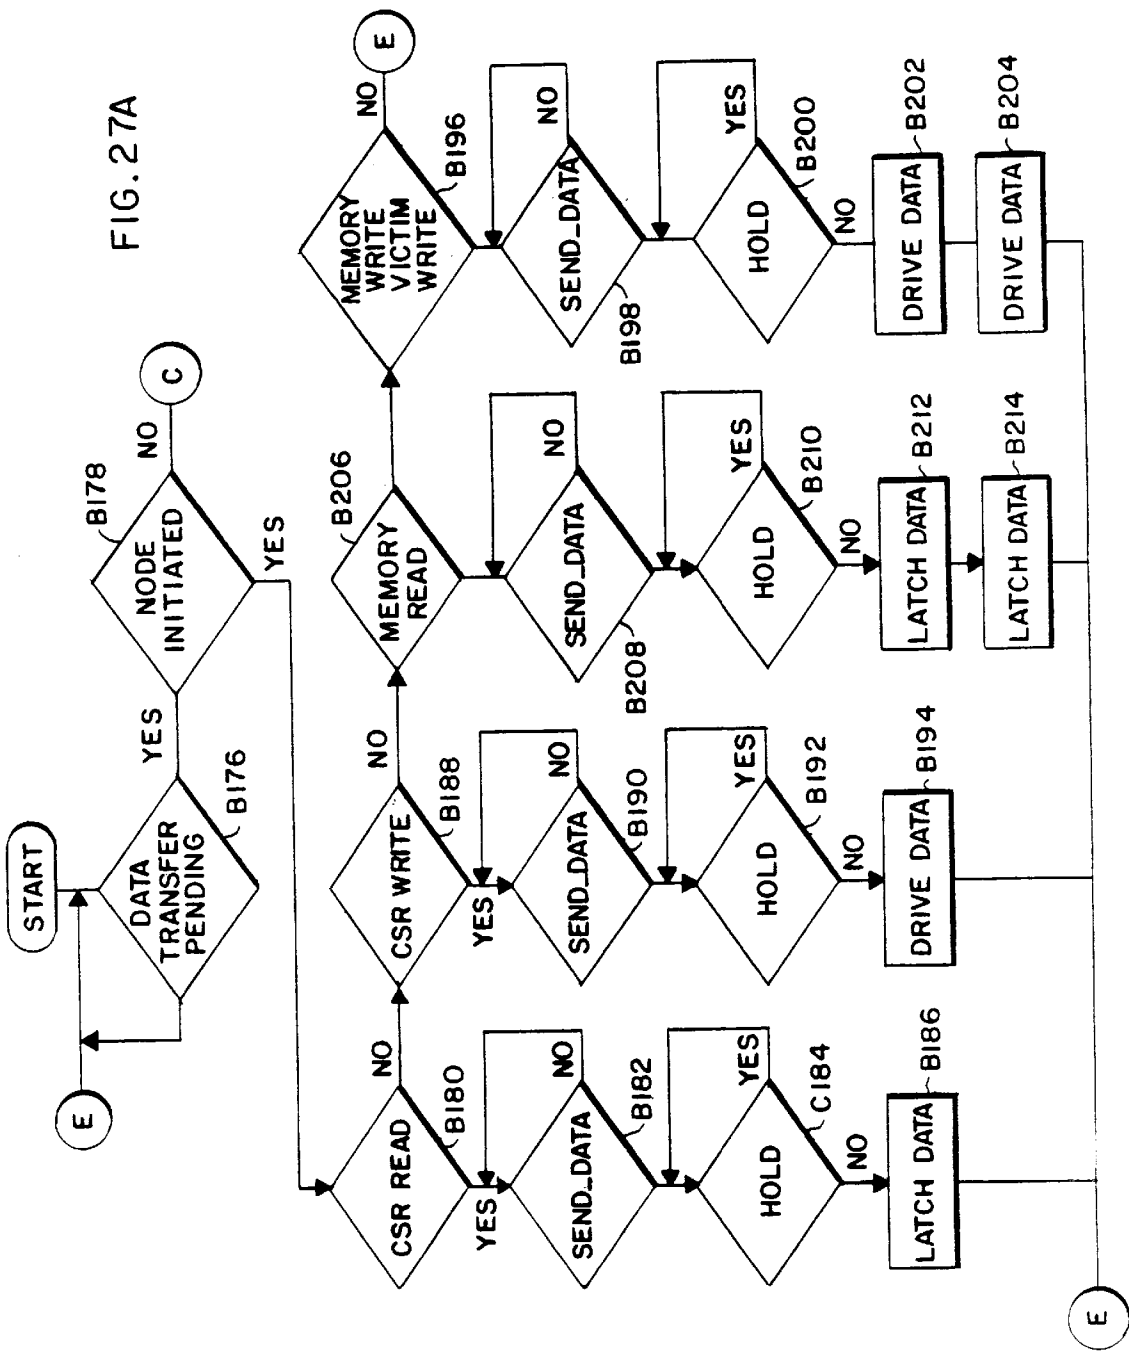 FIG. 27A
START
E
DATA
TRANSFER
PENDING
B176
YES
NODE
INITIATED
B178
NO
C
YES
CSR READ
B180
NO
YES
SEND_DATA
B182
NO
HOLD
C184
YES
NO
LATCH DATA
B186
CSR WRITE
B188
NO
YES
SEND_DATA
B190
NO
HOLD
B192
YES
NO
DRIVE DATA
B194
MEMORY
READ
B206
SEND_DATA
B208
NO
HOLD
B210
YES
NO
LATCH DATA
B212
LATCH DATA
B214
MEMORY
WRITE
VICTIM
WRITE
B196
NO
E
SEND_DATA
B198
NO
HOLD
B200
YES
NO
DRIVE DATA
B202
DRIVE DATA
B204
E